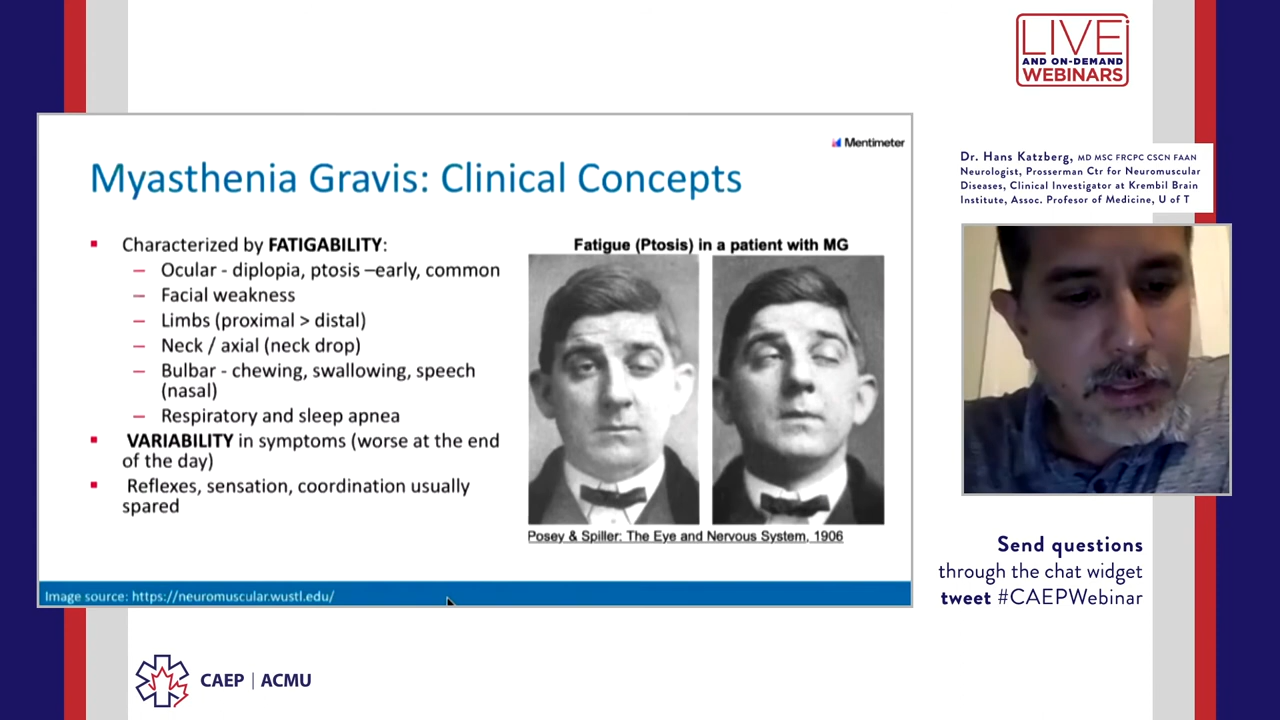 LIVE
AND ON-DEMAND
WEBINARS
Mentimeter
Myasthenia Gravis: Clinical Concepts
Characterized by FATIGABILITY:
– Ocular - diplopia, ptosis –early, common
– Facial weakness
– Limbs (proximal > distal)
– Neck / axial (neck drop)
– Bulbar - chewing, swallowing, speech
(nasal)
– Respiratory and sleep apnea
VARIABILITY in symptoms (worse at the end
of the day)
Reflexes, sensation, coordination usually
spared
Fatigue (Ptosis) in a patient with MG
Posey & Spiller: The Eye and Nervous System, 1906
Image source: https://neuromuscular.wustl.edu/
Dr. Hans Katzberg, MD MSC FRCPC CSCN FAAN
Neurologist, Prosserman Ctr for Neuromuscular
Diseases, Clinical Investigator at Krembil Brain
Institute, Assoc. Profesor of Medicine, U of T
Send questions
through the chat widget
tweet #CAEPWebinar
CAEP | ACMU